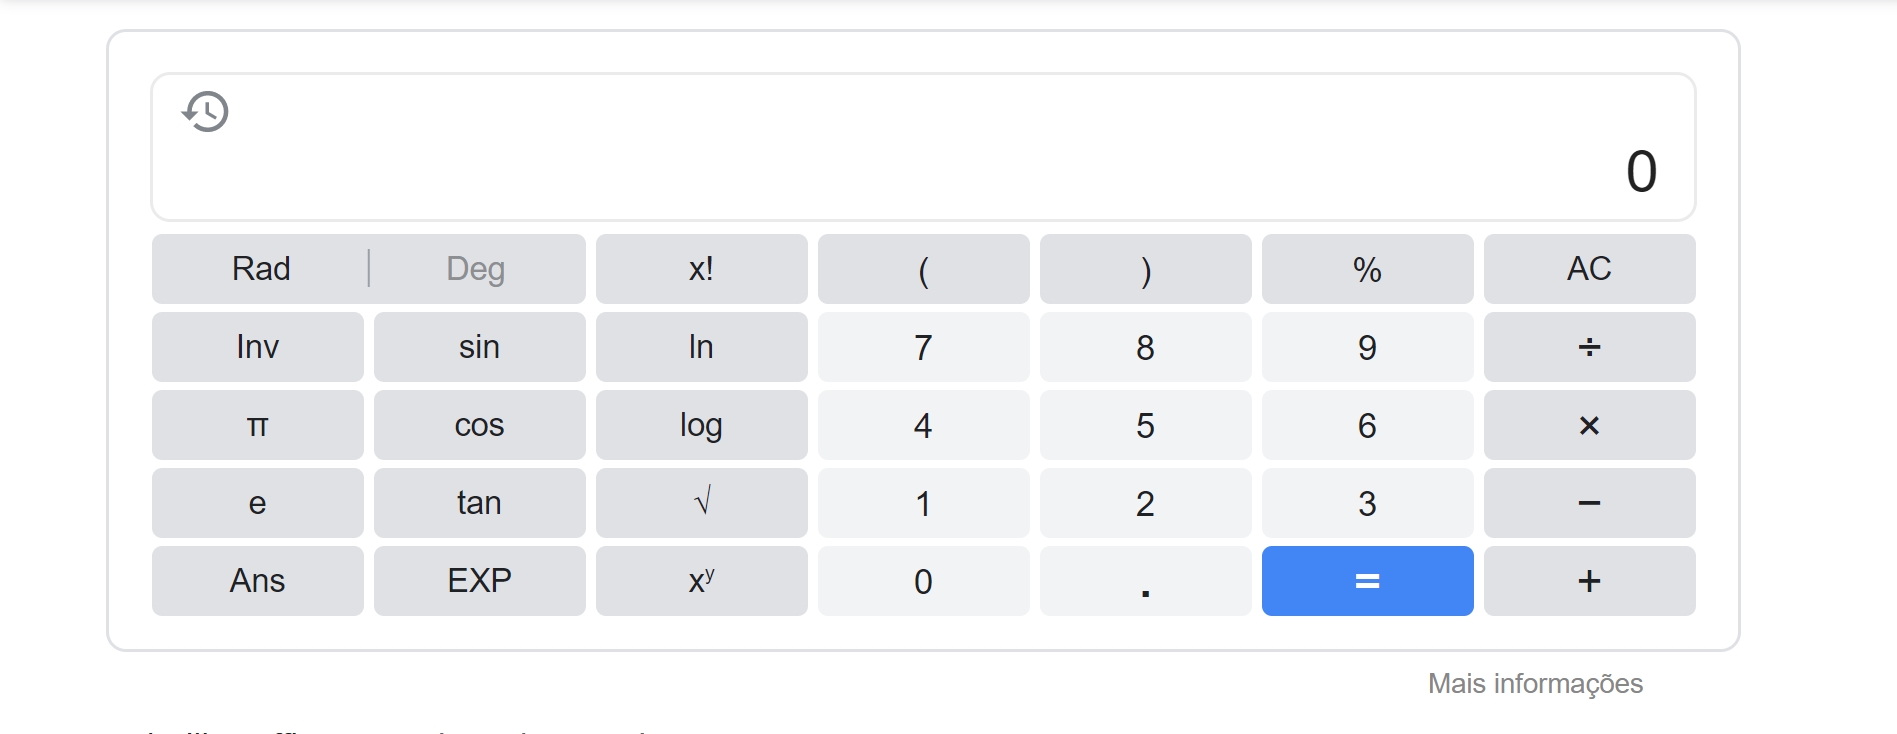 0
Rad | Deg x! ( ) % AC
Inv sin ln 7 8 9 ÷
π cos log 4 5 6 ×
e tan √ 1 2 3 −
Ans EXP xʸ 0 . = +
Mais informações